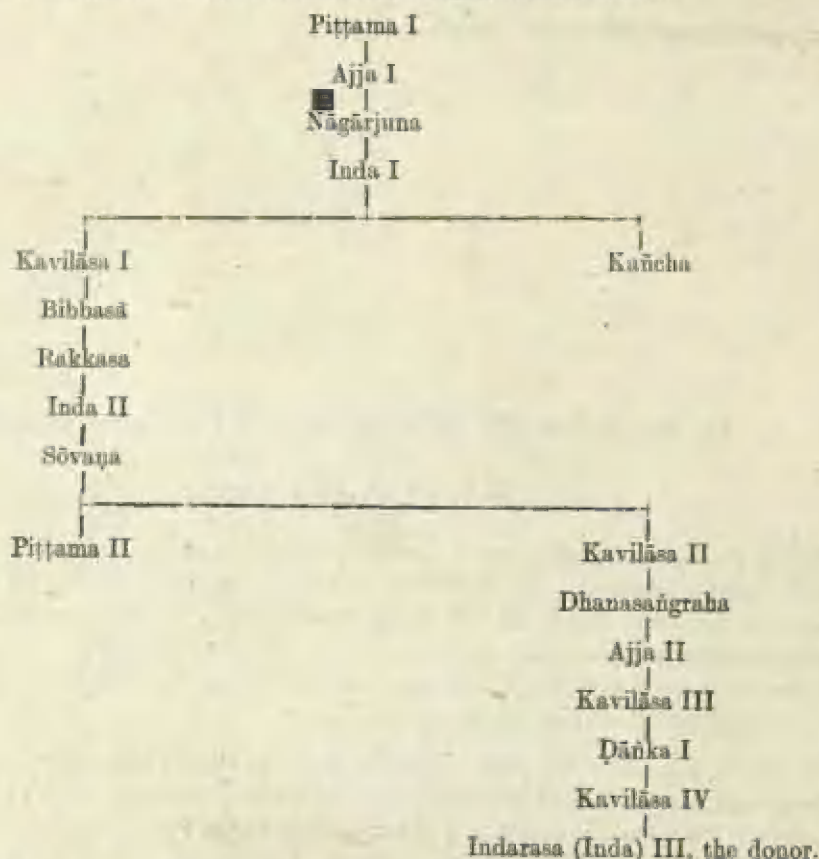 Piṭṭama I
Ajja I
Nāgārjuna
Inda I
Kavilāsa I Kañcha
Bibbasā
Rakkasa
Inda II
Sōvaṇa
Piṭṭama II Kavilāsa II
Dhanasaṅgraha
Ajja II
Kavilāsa III
Ḍāṅka I
Kavilāsa IV
Indarasa (Inda) III, the donor.